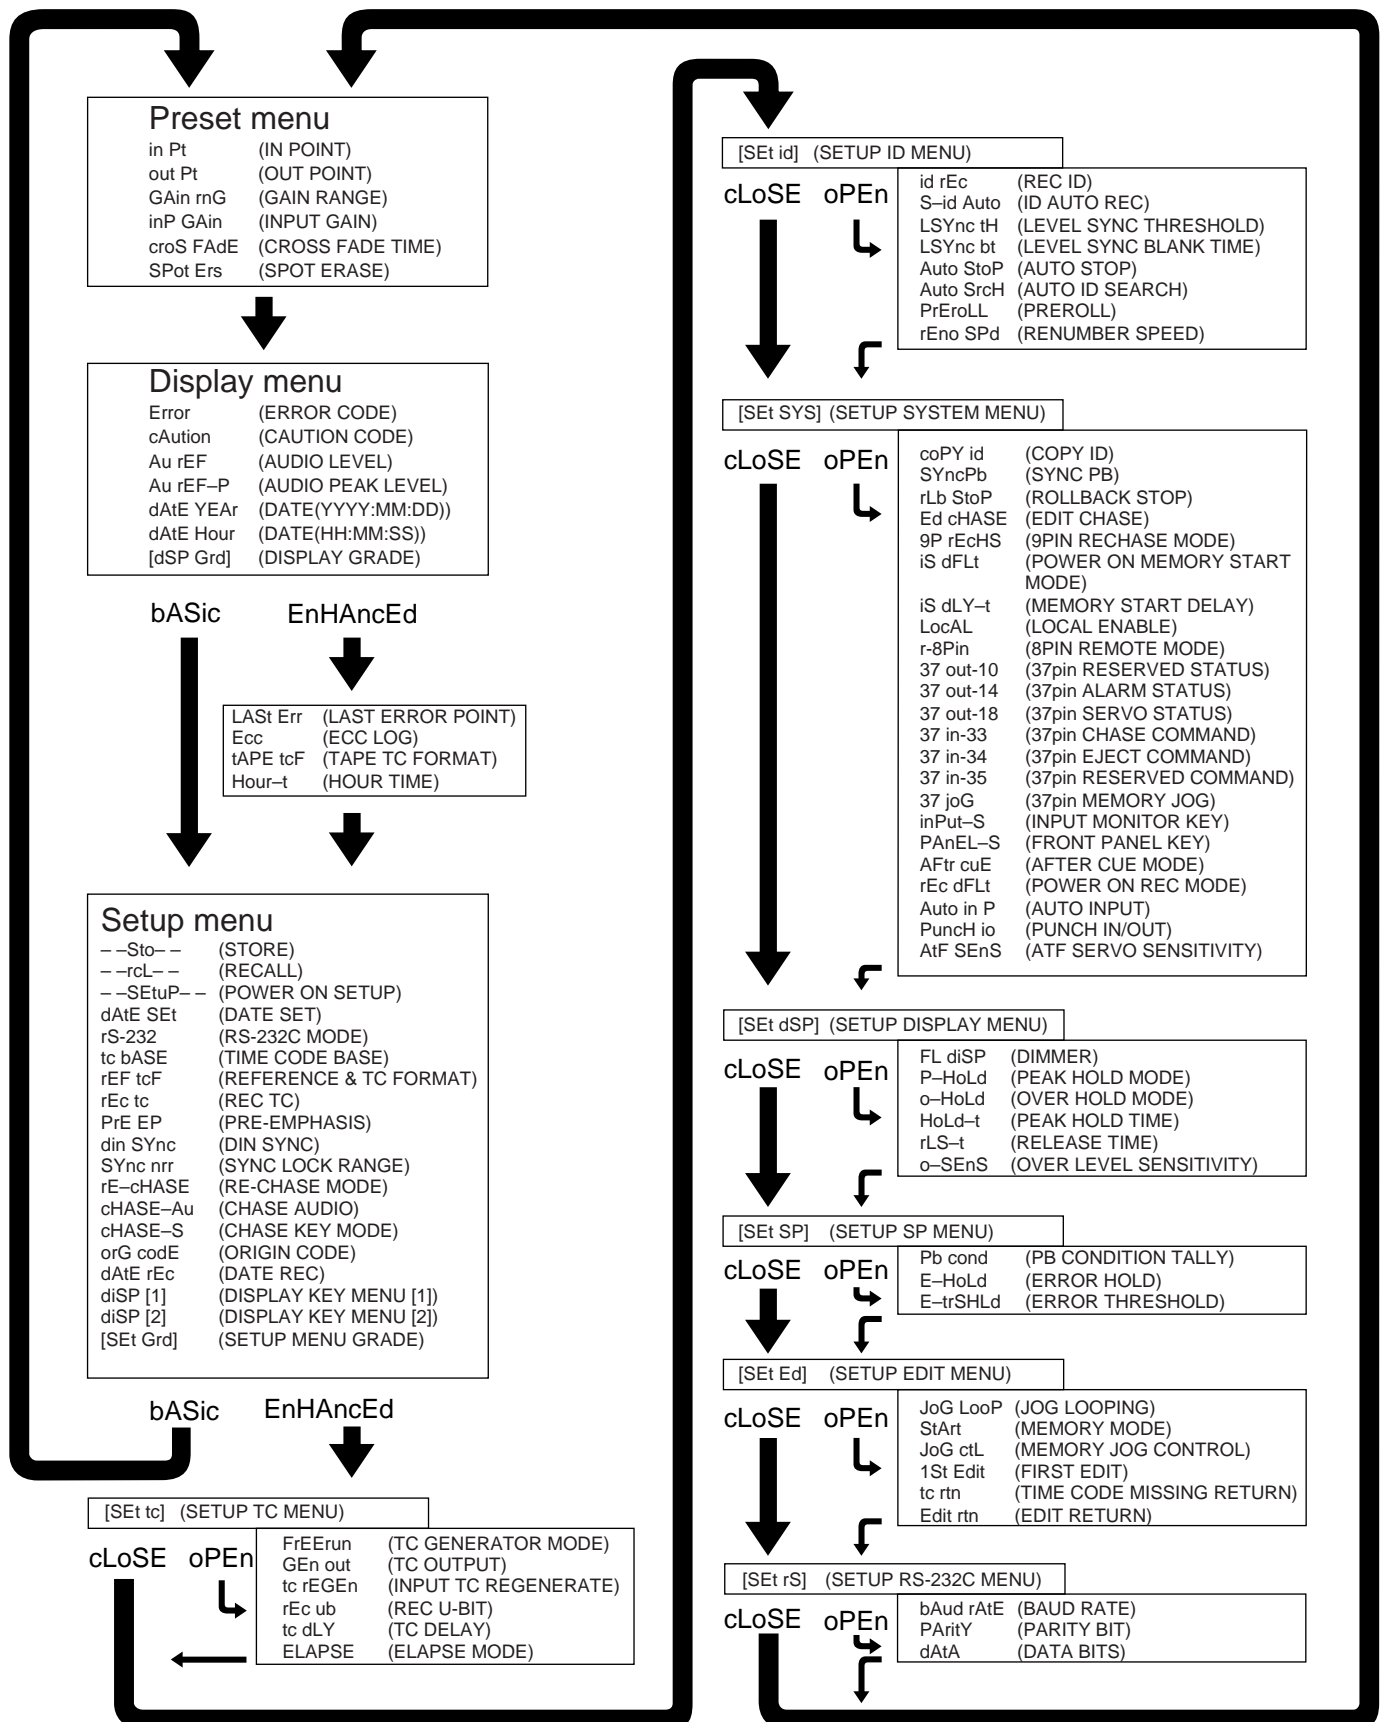 Preset menu
in Pt (IN POINT)
out Pt (OUT POINT)
GAin rnG (GAIN RANGE)
inP GAin (INPUT GAIN)
croS FAdE (CROSS FADE TIME)
SPot Ers (SPOT ERASE)
Display menu
Error (ERROR CODE)
cAution (CAUTION CODE)
Au rEF (AUDIO LEVEL)
Au rEF–P (AUDIO PEAK LEVEL)
dAtE YEAr (DATE(YYYY:MM:DD))
dAtE Hour (DATE(HH:MM:SS))
[dSP Grd] (DISPLAY GRADE)
bASic EnHAncEd
LASt Err (LAST ERROR POINT)
Ecc (ECC LOG)
tAPE tcF (TAPE TC FORMAT)
Hour–t (HOUR TIME)
Setup menu
– –Sto– – (STORE)
– –rcL– – (RECALL)
– –SEtuP– – (POWER ON SETUP)
dAtE SEt (DATE SET)
rS-232 (RS-232C MODE)
tc bASE (TIME CODE BASE)
rEF tcF (REFERENCE & TC FORMAT)
rEc tc (REC TC)
PrE EP (PRE-EMPHASIS)
din SYnc (DIN SYNC)
SYnc nrr (SYNC LOCK RANGE)
rE–cHASE (RE-CHASE MODE)
cHASE–Au (CHASE AUDIO)
cHASE–S (CHASE KEY MODE)
orG codE (ORIGIN CODE)
dAtE rEc (DATE REC)
diSP [1] (DISPLAY KEY MENU [1])
diSP [2] (DISPLAY KEY MENU [2])
[SEt Grd] (SETUP MENU GRADE)
bASic EnHAncEd
[SEt tc] (SETUP TC MENU)
cLoSE oPEn
FrEErun (TC GENERATOR MODE)
GEn out (TC OUTPUT)
tc rEGEn (INPUT TC REGENERATE)
rEc ub (REC U-BIT)
tc dLY (TC DELAY)
ELAPSE (ELAPSE MODE)
[SEt id] (SETUP ID MENU)
cLoSE oPEn
id rEc (REC ID)
S–id Auto (ID AUTO REC)
LSYnc tH (LEVEL SYNC THRESHOLD)
LSYnc bt (LEVEL SYNC BLANK TIME)
Auto StoP (AUTO STOP)
Auto SrcH (AUTO ID SEARCH)
PrEroLL (PREROLL)
rEno SPd (RENUMBER SPEED)
[SEt SYS] (SETUP SYSTEM MENU)
cLoSE oPEn
coPY id (COPY ID)
SYncPb (SYNC PB)
rLb StoP (ROLLBACK STOP)
Ed cHASE (EDIT CHASE)
9P rEcHS (9PIN RECHASE MODE)
iS dFLt (POWER ON MEMORY START
MODE)
iS dLY–t (MEMORY START DELAY)
LocAL (LOCAL ENABLE)
r-8Pin (8PIN REMOTE MODE)
37 out-10 (37pin RESERVED STATUS)
37 out-14 (37pin ALARM STATUS)
37 out-18 (37pin SERVO STATUS)
37 in-33 (37pin CHASE COMMAND)
37 in-34 (37pin EJECT COMMAND)
37 in-35 (37pin RESERVED COMMAND)
37 joG (37pin MEMORY JOG)
inPut–S (INPUT MONITOR KEY)
PAnEL–S (FRONT PANEL KEY)
AFtr cuE (AFTER CUE MODE)
rEc dFLt (POWER ON REC MODE)
Auto in P (AUTO INPUT)
PuncH io (PUNCH IN/OUT)
AtF SEnS (ATF SERVO SENSITIVITY)
[SEt dSP] (SETUP DISPLAY MENU)
cLoSE oPEn
FL diSP (DIMMER)
P–HoLd (PEAK HOLD MODE)
o–HoLd (OVER HOLD MODE)
HoLd–t (PEAK HOLD TIME)
rLS–t (RELEASE TIME)
o–SEnS (OVER LEVEL SENSITIVITY)
[SEt SP] (SETUP SP MENU)
cLoSE oPEn
Pb cond (PB CONDITION TALLY)
E–HoLd (ERROR HOLD)
E–trSHLd (ERROR THRESHOLD)
[SEt Ed] (SETUP EDIT MENU)
cLoSE oPEn
JoG LooP (JOG LOOPING)
StArt (MEMORY MODE)
JoG ctL (MEMORY JOG CONTROL)
1St Edit (FIRST EDIT)
tc rtn (TIME CODE MISSING RETURN)
Edit rtn (EDIT RETURN)
[SEt rS] (SETUP RS-232C MENU)
cLoSE oPEn
bAud rAtE (BAUD RATE)
PAritY (PARITY BIT)
dAtA (DATA BITS)